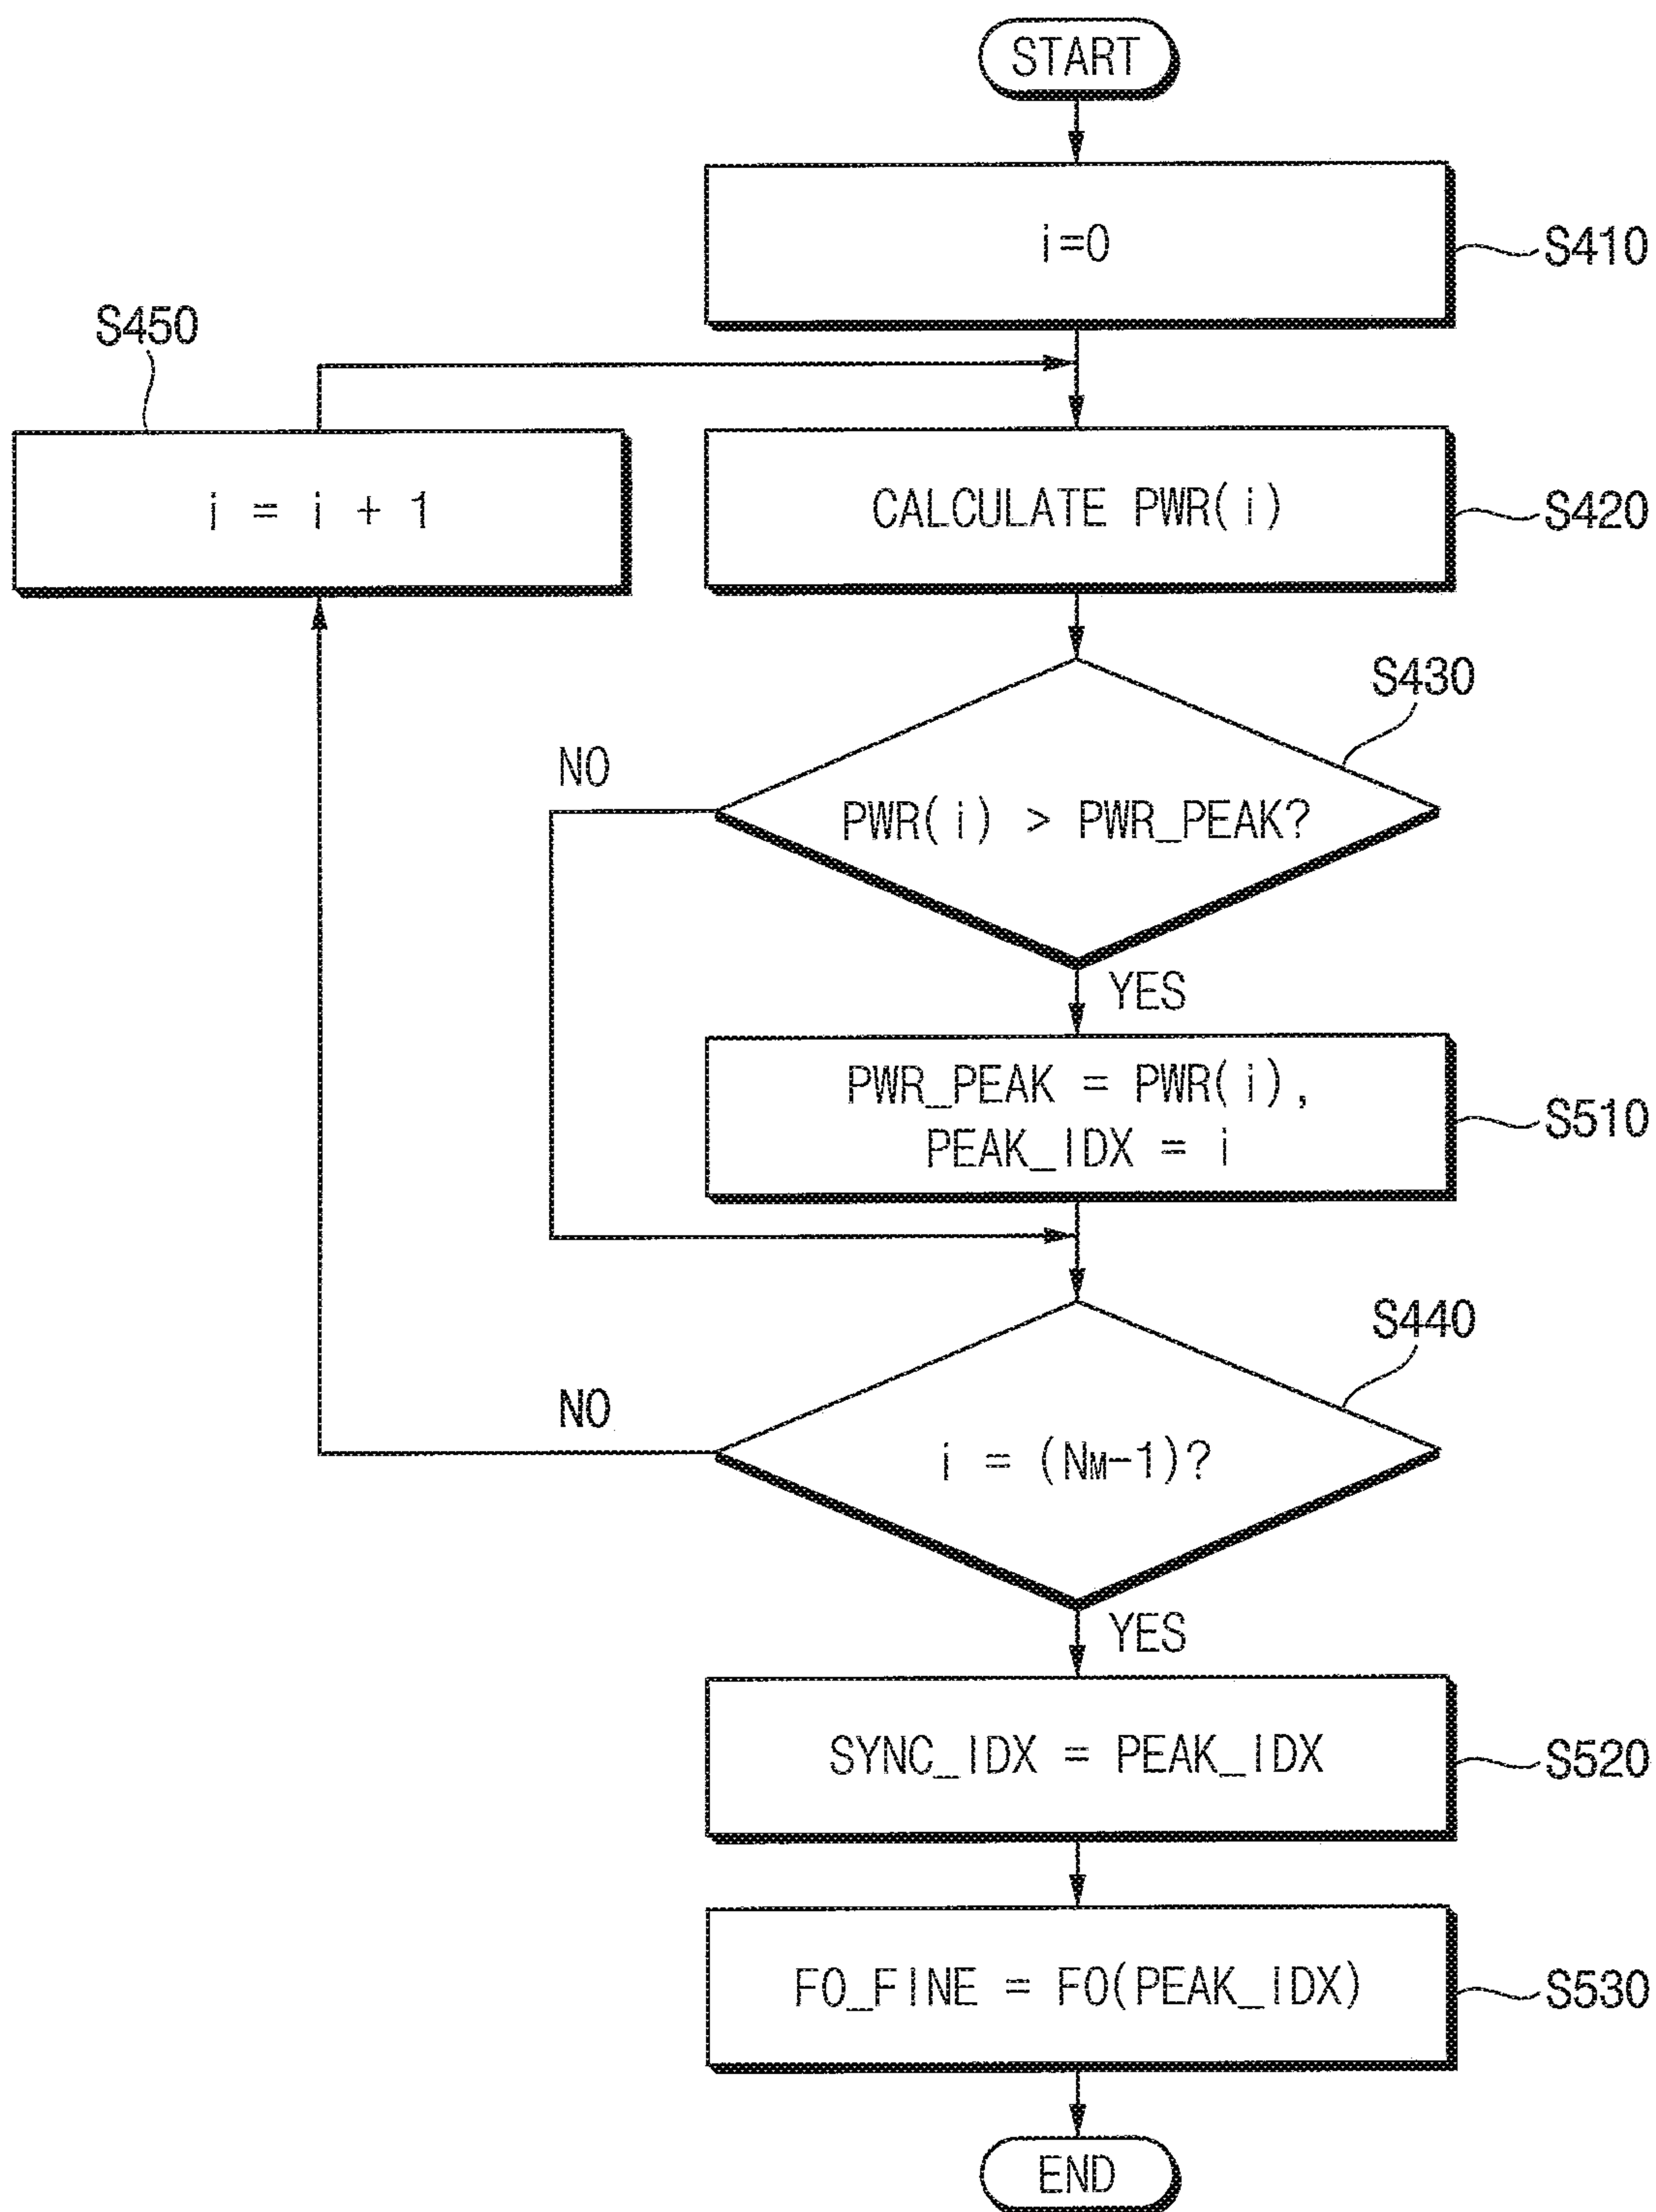 START
i=0
S410
S450
i = i + 1
CALCULATE PWR(i)
S420
S430
NO
PWR(i) > PWR_PEAK?
YES
PWR_PEAK = PWR(i),
PEAK_IDX = i
S510
S440
NO
i = (NM-1)?
YES
SYNC_IDX = PEAK_IDX
S520
FO_FINE = FO(PEAK_IDX)
S530
END